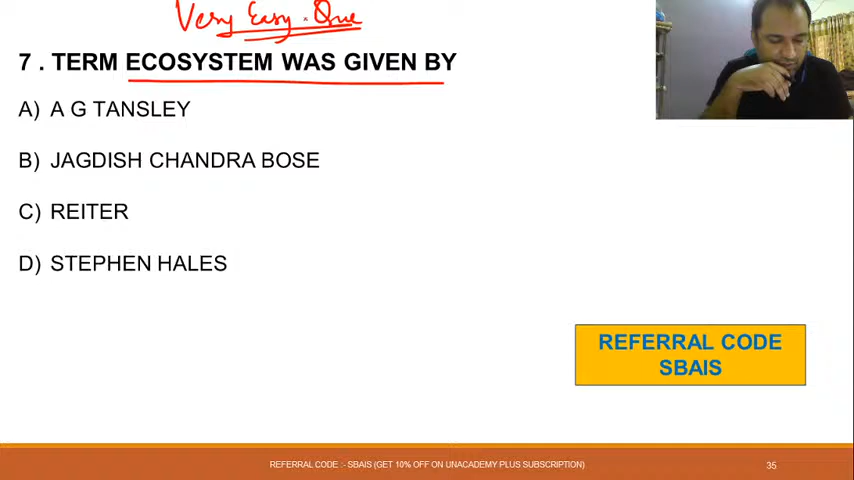 Very Easy. Que
7 . TERM ECOSYSTEM WAS GIVEN BY
A) A G TANSLEY
B) JAGDISH CHANDRA BOSE
C) REITER
D) STEPHEN HALES
REFERRAL CODE
SBAIS
REFERRAL CODE :- SBAIS (GET 10% OFF ON UNACADEMY PLUS SUBSCRIPTION)
35